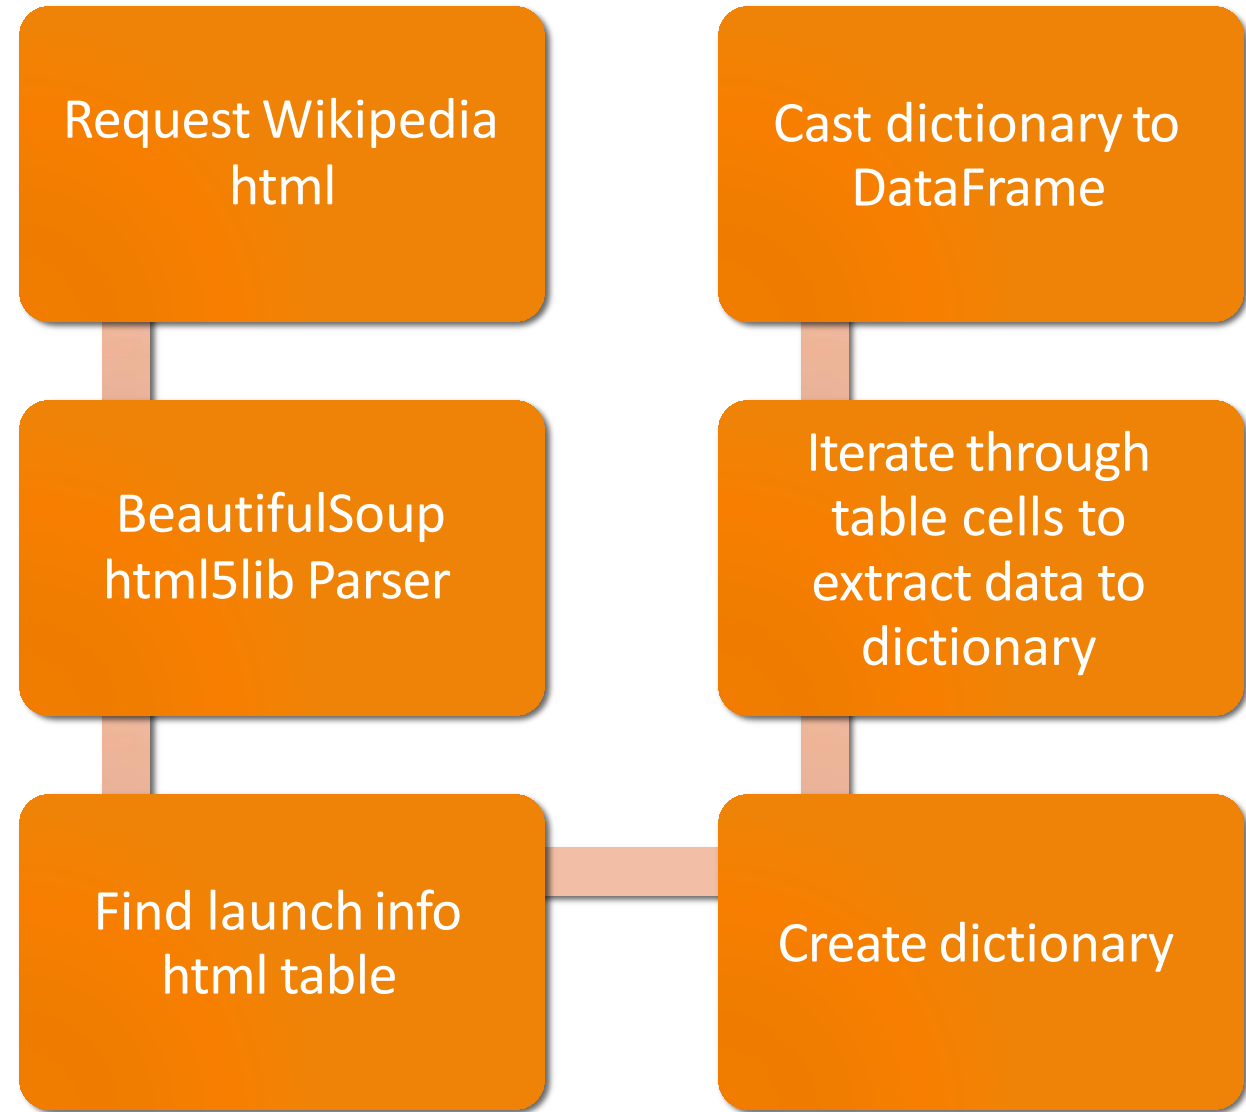 Request Wikipedia
html
BeautifulSoup
html5lib Parser
Find launch info
html table
Create dictionary
Iterate through
table cells to
extract data to
dictionary
Cast dictionary to
DataFrame